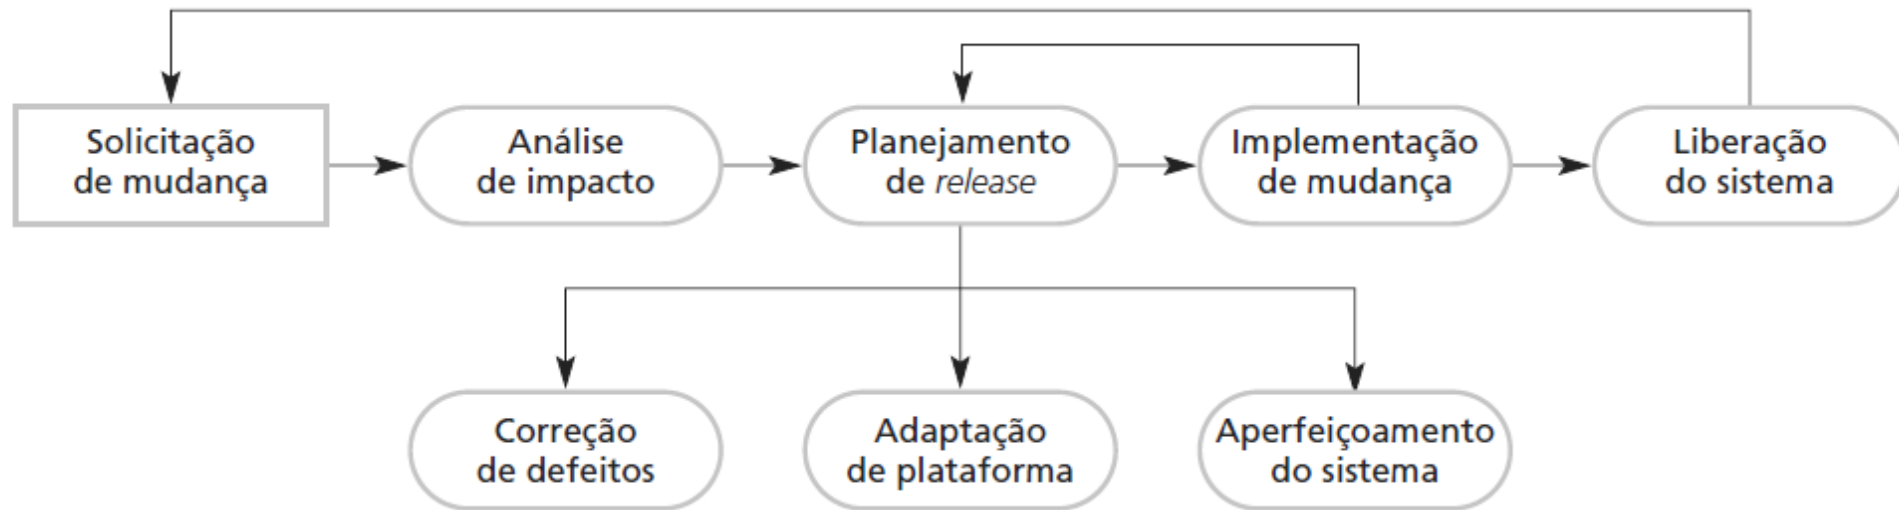 Solicitação
de mudança
Análise
de impacto
Planejamento
de release
Implementação
de mudança
Liberação
do sistema
Correção
de defeitos
Adaptação
de plataforma
Aperfeiçoamento
do sistema